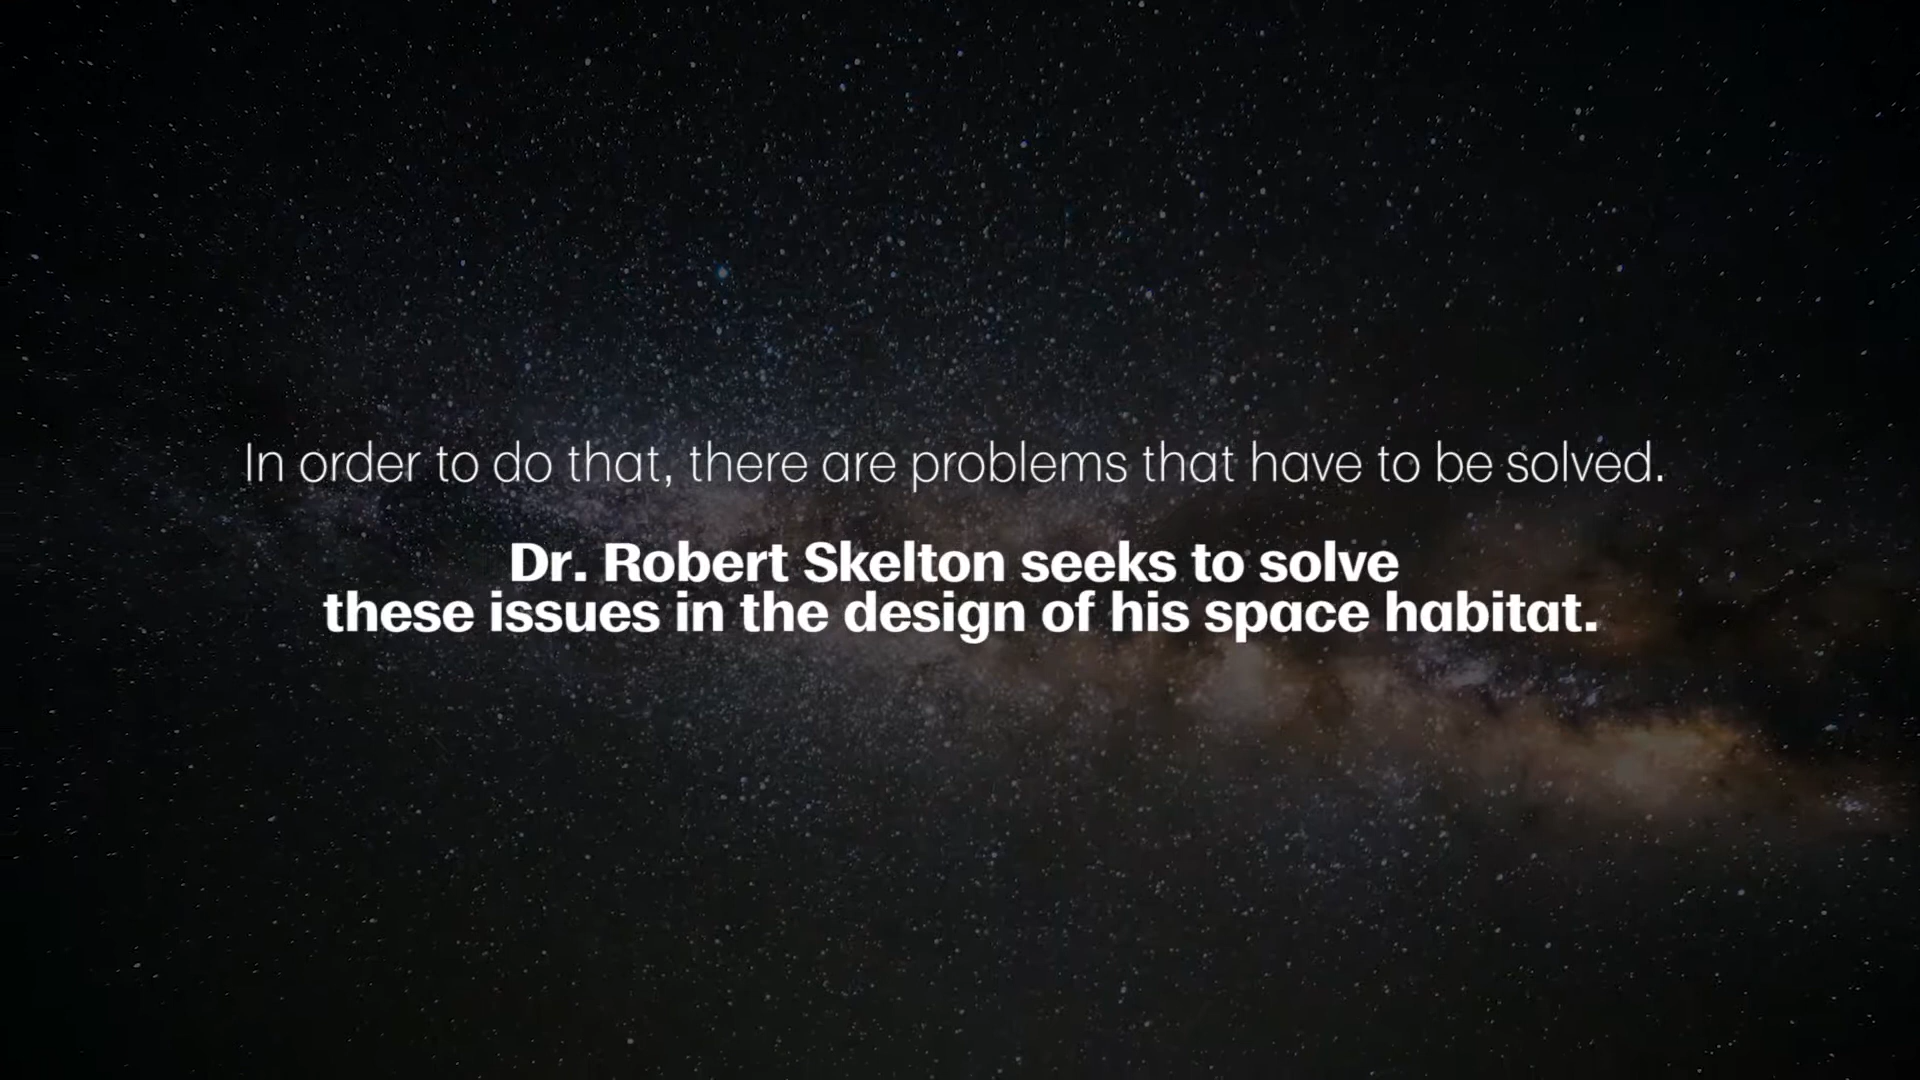 In order to do that, there are problems that have to be solved.
Dr. Robert Skelton seeks to solve
these issues in the design of his space habitat.